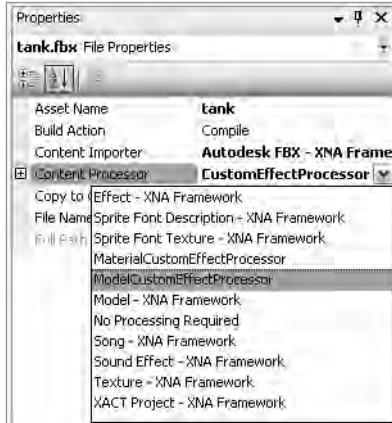 Properties
tank.fbx File Properties
Asset Name tank
Build Action Compile
Content Importer Autodesk FBX - XNA Frame
Content Processor CustomEffectProcessor
Copy to
Effect - XNA Framework
File Name
Sprite Font Description - XNA Framework
Full Path
Sprite Font Texture - XNA Framework
MaterialCustomEffectProcessor
ModelCustomEffectProcessor
Model - XNA Framework
No Processing Required
Song - XNA Framework
Sound Effect - XNA Framework
Texture - XNA Framework
XACT Project - XNA Framework